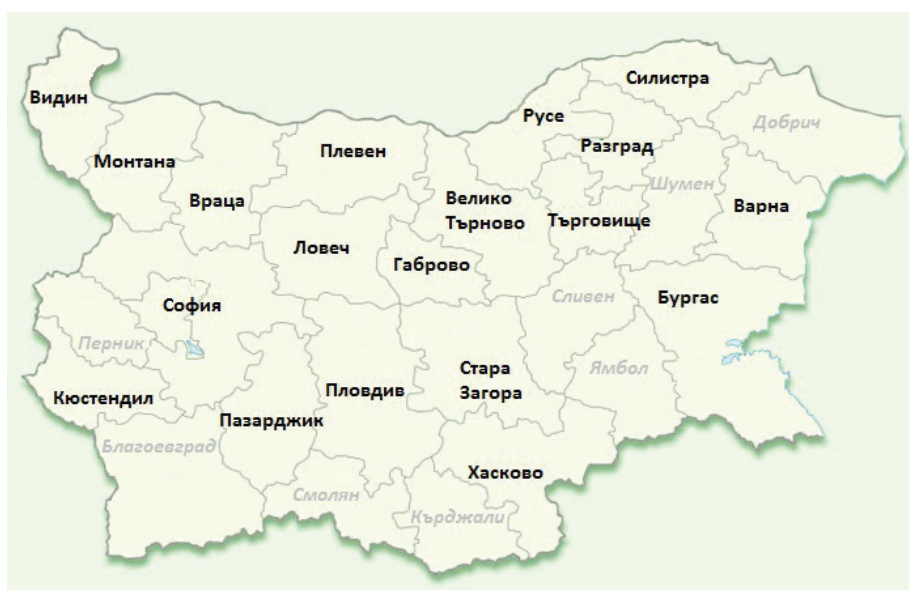 Силистра
Видин
Русе
Добрич
Разград
Плевен
Монтана
Шумен
Враца
Велико
Търново
Варна
Търговище
Ловеч
Габрово
Сливен
Бургас
София
Перник
Стара
Загора
Ямбол
Пловдив
Кюстендил
Пазарджик
Благоевград
Хасково
Смолян
Кърджали